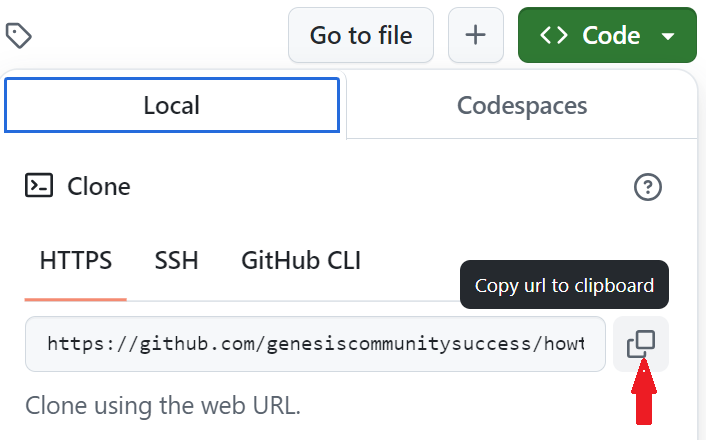 Go to file
Code
Local
Codespaces
Clone
HTTPS
SSH
GitHub CLI
Copy url to clipboard
https://github.com/genesiscommunitysuccess/howt
Clone using the web URL.